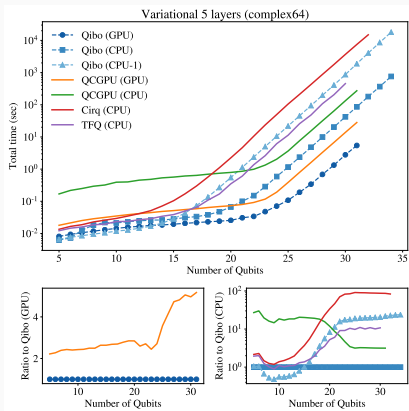 Variational 5 layers (complex64)
Total time (sec)
10^4
10^3
10^2
10^1
10^0
10^-1
10^-2
Qibo (GPU)
Qibo (CPU)
Qibo (CPU-1)
QCGPU (GPU)
QCGPU (CPU)
Cirq (CPU)
TFQ (CPU)
5 10 15 20 25 30 35
Number of Qubits
Ratio to Qibo (GPU)
4
2
10 20 30
Number of Qubits
Ratio to Qibo (CPU)
10^2
10^1
10^0
10 20 30
Number of Qubits